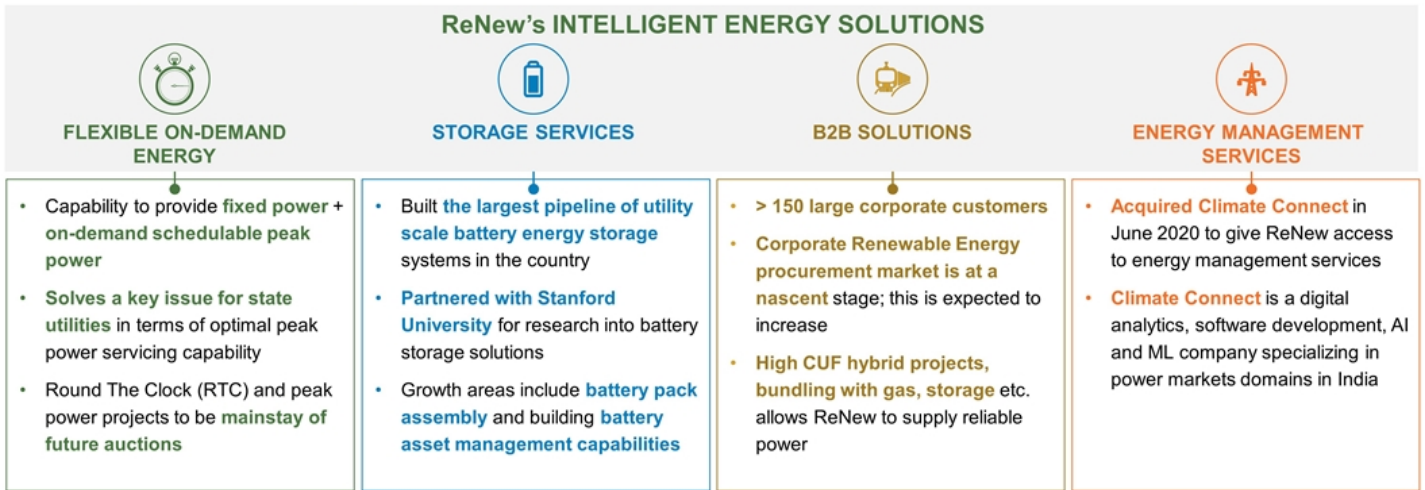 ReNew's INTELLIGENT ENERGY SOLUTIONS
FLEXIBLE ON-DEMAND
ENERGY
• Capability to provide fixed power +
on-demand schedulable peak
power
• Solves a key issue for state
utilities in terms of optimal peak
power servicing capability
• Round The Clock (RTC) and peak
power projects to be mainstay of
future auctions
STORAGE SERVICES
• Built the largest pipeline of utility
scale battery energy storage
systems in the country
• Partnered with Stanford
University for research into battery
storage solutions
• Growth areas include battery pack
assembly and building battery
asset management capabilities
B2B SOLUTIONS
• > 150 large corporate customers
• Corporate Renewable Energy
procurement market is at a
nascent stage; this is expected to
increase
• High CUF hybrid projects,
bundling with gas, storage etc.
allows ReNew to supply reliable
power
ENERGY MANAGEMENT
SERVICES
• Acquired Climate Connect in
June 2020 to give ReNew access
to energy management services
• Climate Connect is a digital
analytics, software development, AI
and ML company specializing in
power markets domains in India